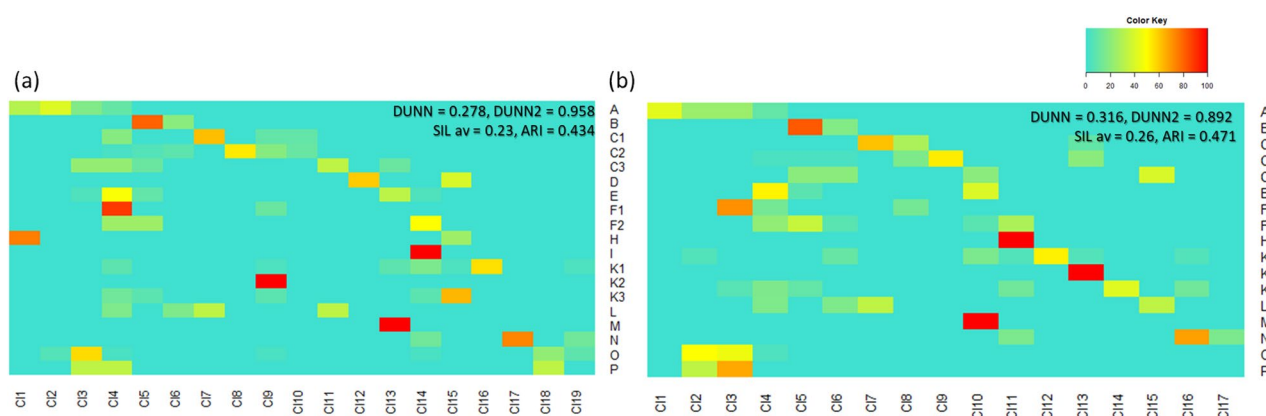 Color Key
0 20 40 60 80 100
(a)
DUNN = 0.278, DUNN2 = 0.958
SIL av = 0.23, ARI = 0.434
A
B
C1
C2
C3
D
E
F1
F2
H
I
K1
K2
K3
L
M
N
O
P
Cl1 Cl2 Cl3 Cl4 Cl5 Cl6 Cl7 Cl8 Cl9 Cl10 Cl11 Cl12 Cl13 Cl14 Cl15 Cl16 Cl17 Cl18 Cl19
(b)
DUNN = 0.316, DUNN2 = 0.892
SIL av = 0.26, ARI = 0.471
A
B
C
C
C
E
F
F
H
K
K
K
L
M
N
O
P
Cl1 Cl2 Cl3 Cl4 Cl5 Cl6 Cl7 Cl8 Cl9 Cl10 Cl11 Cl12 Cl13 Cl14 Cl15 Cl16 Cl17